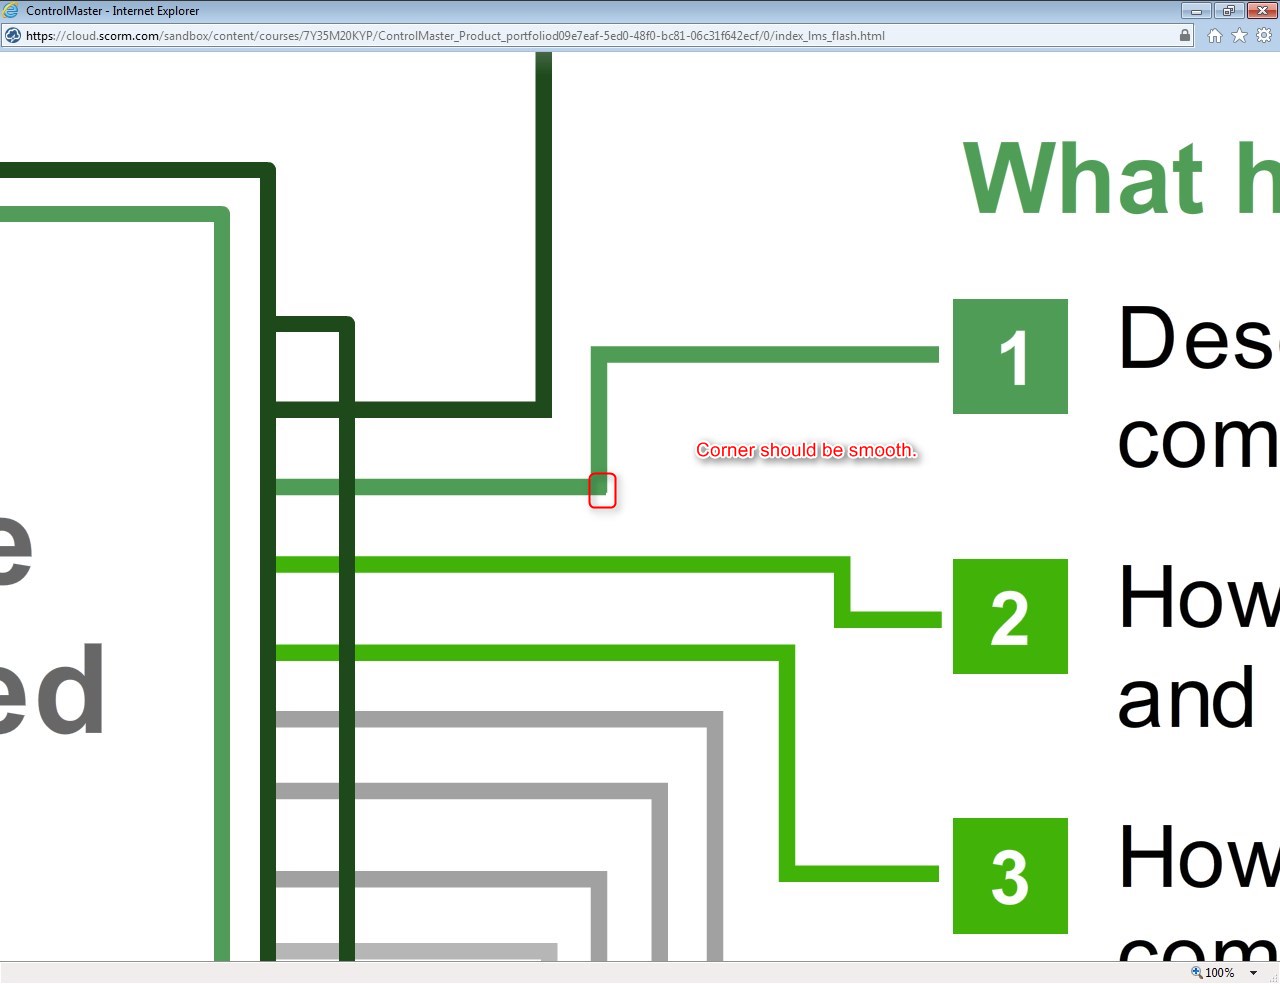 ControlMaster - Internet Explorer
https://cloud.scorm.com/sandbox/content/courses/7Y35M20KYP/ControlMaster_Product_portfoliod09e7eaf-5ed0-48f0-bc81-06c31f642ecf/0/index_lms_flash.html
What h
1 Des
com
Corner should be smooth.
e
2 How
ed
and
3 How
com
100%